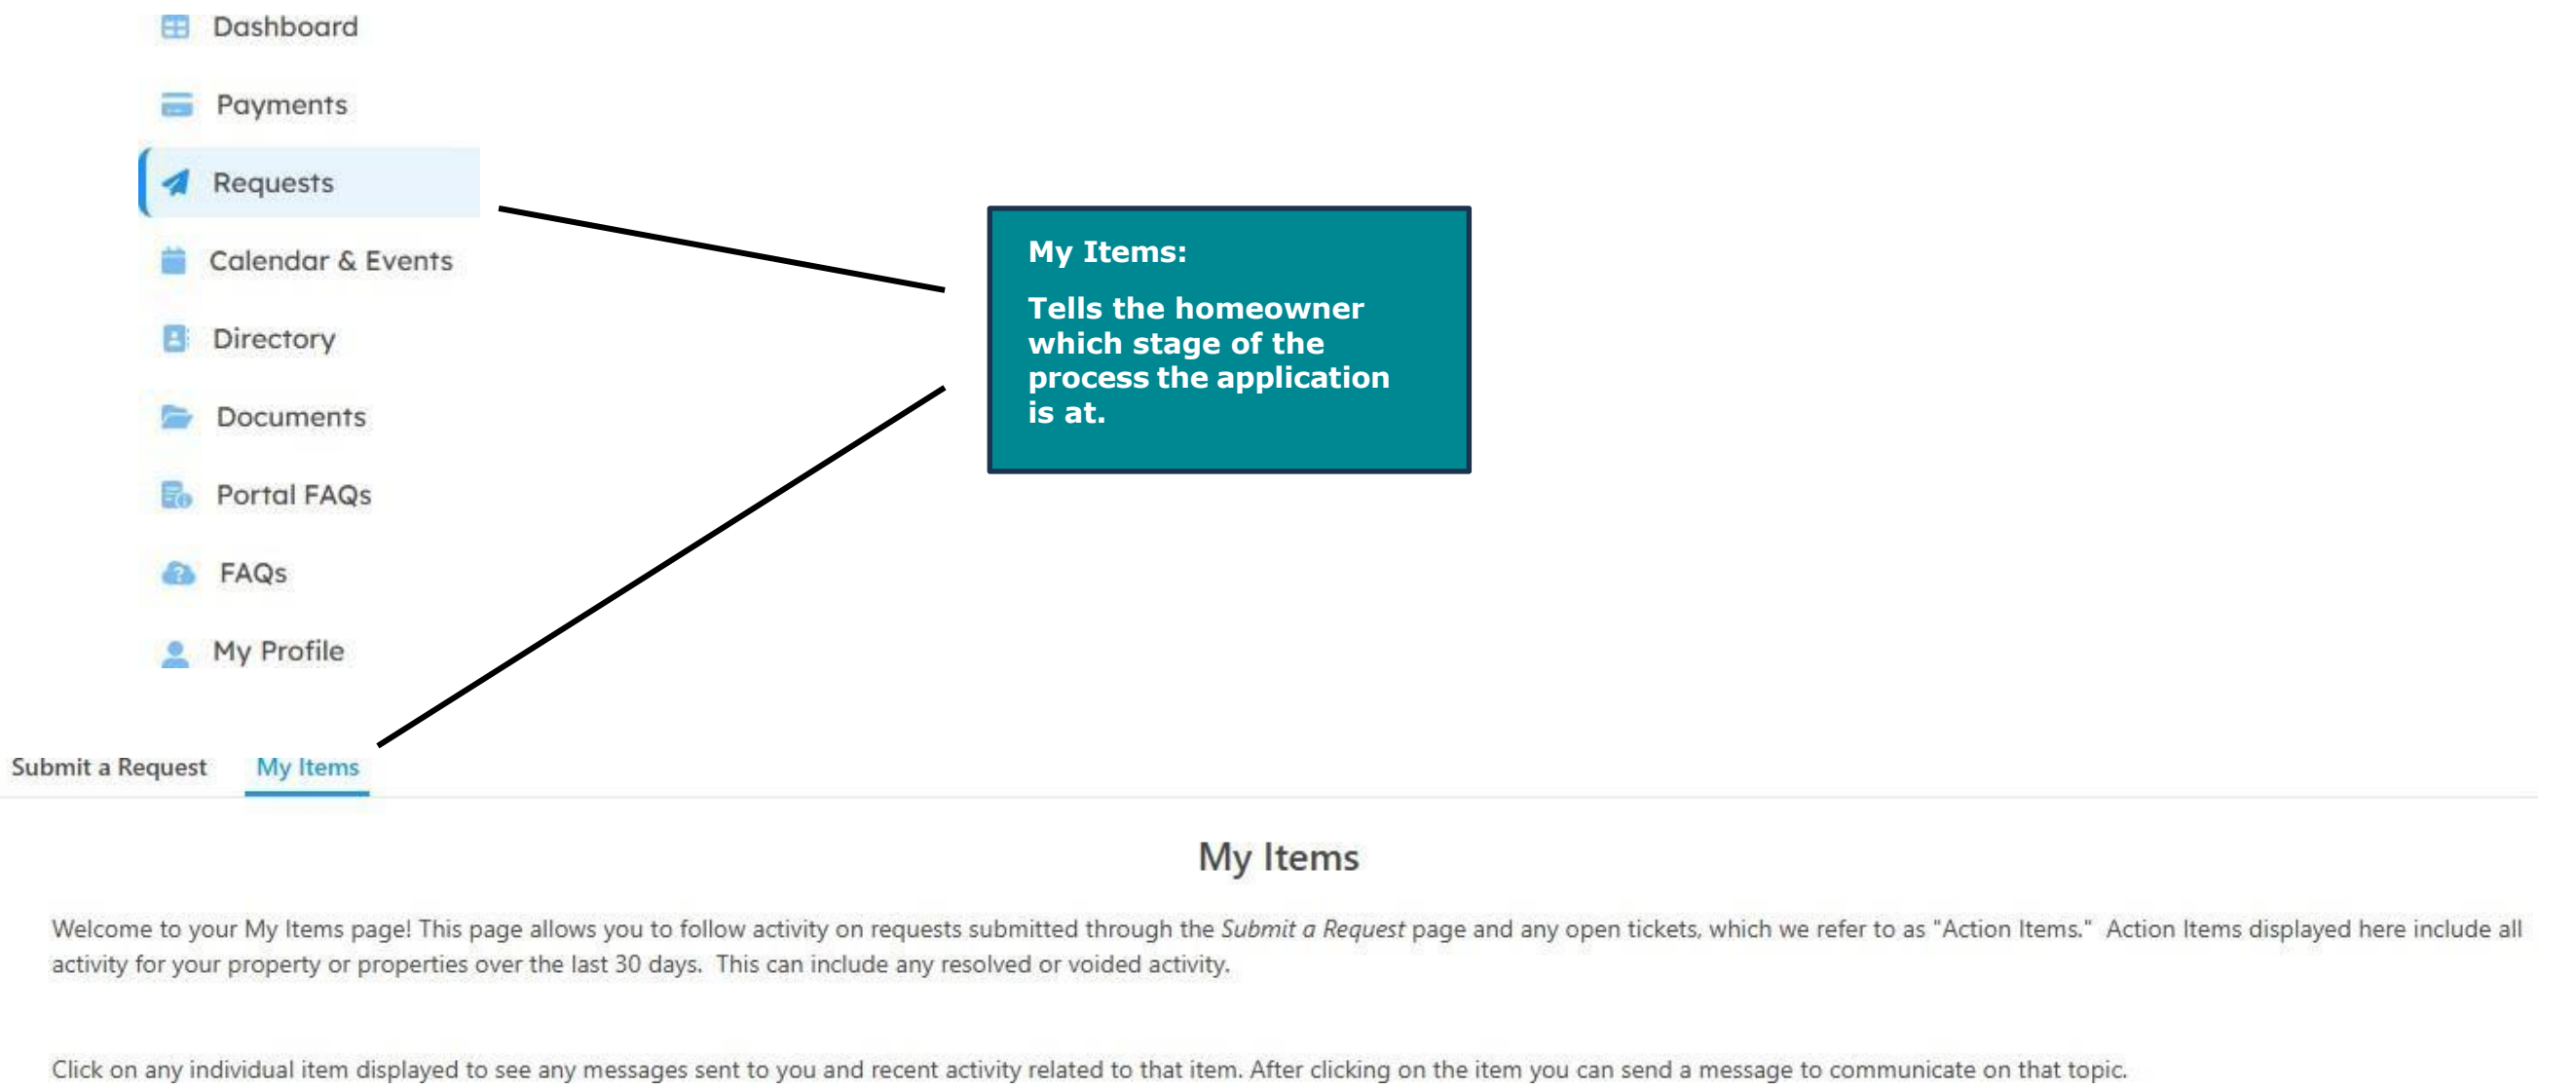 Dashboard
Payments
Requests
Calendar & Events
Directory
Documents
Portal FAQs
FAQs
My Profile
My Items:
Tells the homeowner
which stage of the
process the application
is at.
Submit a Request
My Items
My Items
Welcome to your My Items page! This page allows you to follow activity on requests submitted through the Submit a Request page and any open tickets, which we refer to as "Action Items." Action Items displayed here include all
activity for your property or properties over the last 30 days. This can include any resolved or voided activity.
Click on any individual item displayed to see any messages sent to you and recent activity related to that item. After clicking on the item you can send a message to communicate on that topic.